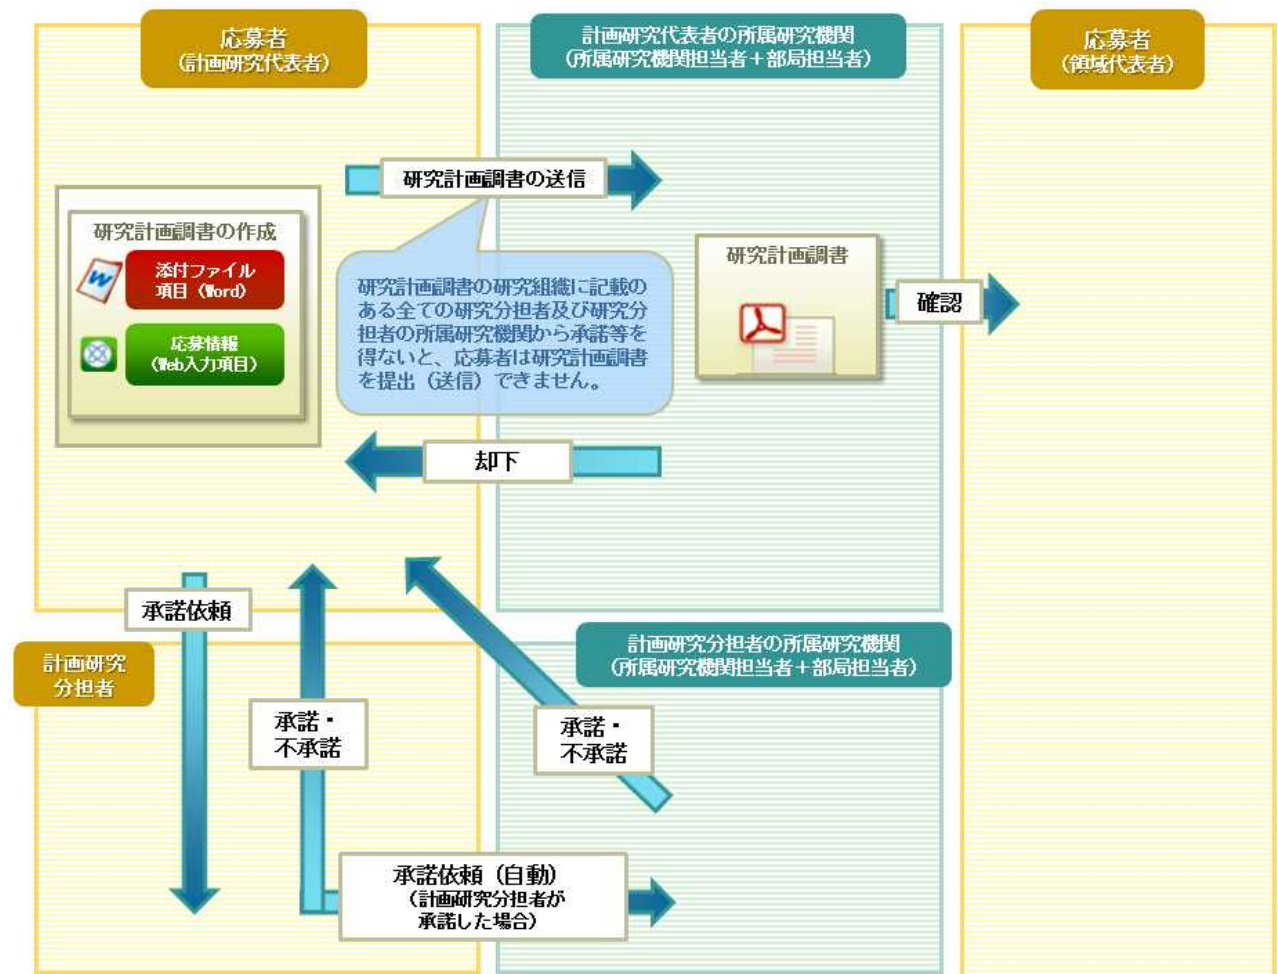 応募者
(計画研究代表者)
計画研究代表者の所属研究機関
(所属研究機関担当者+部局担当者)
応募者
(領域代表者)
研究計画調書の送信
研究計画調書の作成
添付ファイル
項目(Word)
応募情報
(Web入力項目)
研究計画調書の研究組織に記載の
ある全ての研究分担者及び研究分
担者の所属研究機関から承諾等を
得ないと、応募者は研究計画調書
を提出(送信)できません。
研究計画調書
確認
却下
承諾依頼
計画研究
分担者
計画研究分担者の所属研究機関
(所属研究機関担当者+部局担当者)
承諾・
不承諾
承諾・
不承諾
承諾依頼(自動)
(計画研究分担者が
承諾した場合)